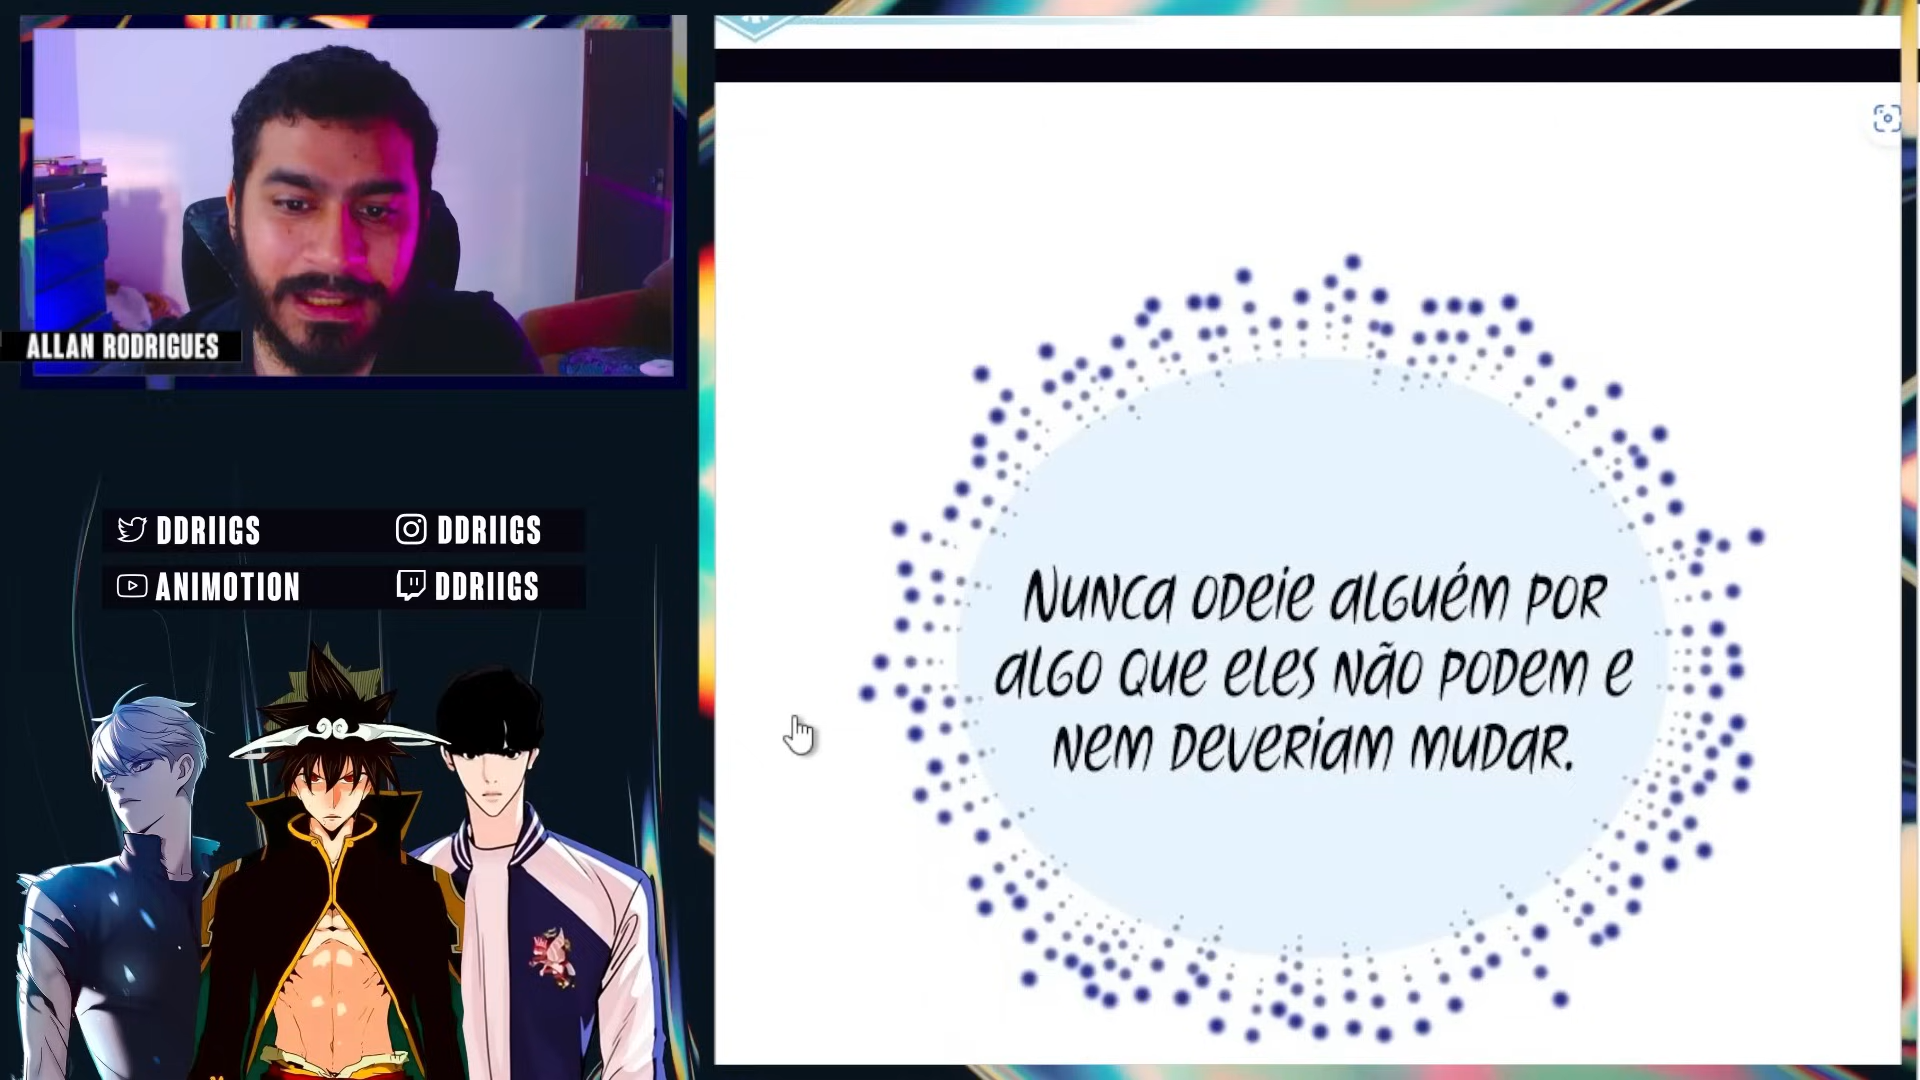 ALLAN RODRIGUES
DDRIIGS
DDRIIGS
ANIMOTION
DDRIIGS
NUNCA ODEIE ALGUÉM POR
ALGO QUE ELES NÃO PODEM E
NEM DEVERIAM MUDAR.